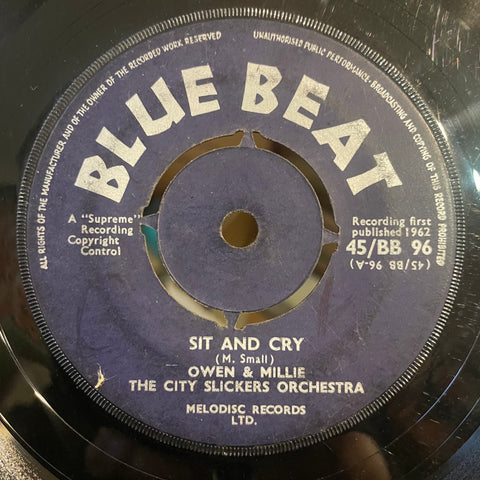 ALL RIGHTS OF THE MANUFACTURER AND OF THE OWNER OF THE RECORDED WORK RESERVED
UNAUTHORISED PUBLIC PERFORMANCE, BROADCASTING AND COPYING OF THIS RECORD PROHIBITED
BLUE BEAT
A "Supreme"
Recording
Copyright
Control
Recording first
published 1962
45/BB 96
(45/BB 96-A)
SIT AND CRY
(M. Small)
OWEN & MILLIE
THE CITY SLICKERS ORCHESTRA
MELODISC RECORDS
LTD.